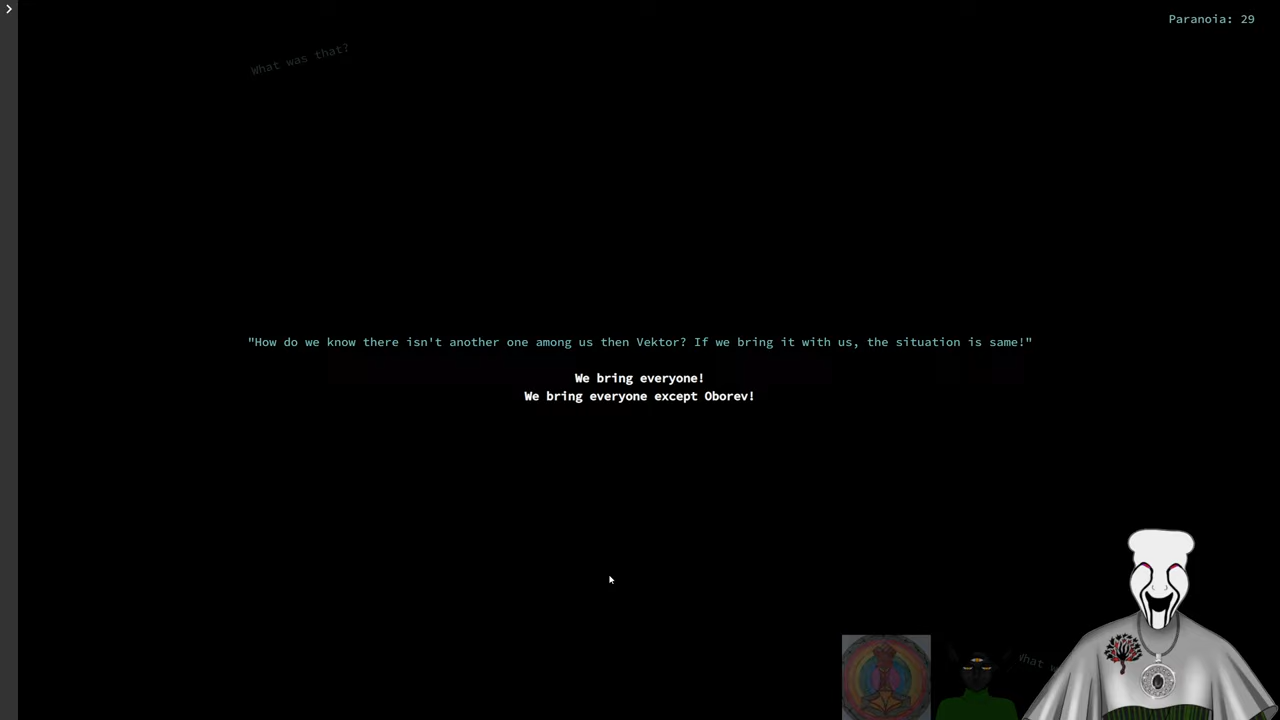 Paranoia: 29
What was that?
"How do we know there isn't another one among us then Vektor? If we bring it with us, the situation is same!"
We bring everyone!
We bring everyone except Oborev!
What